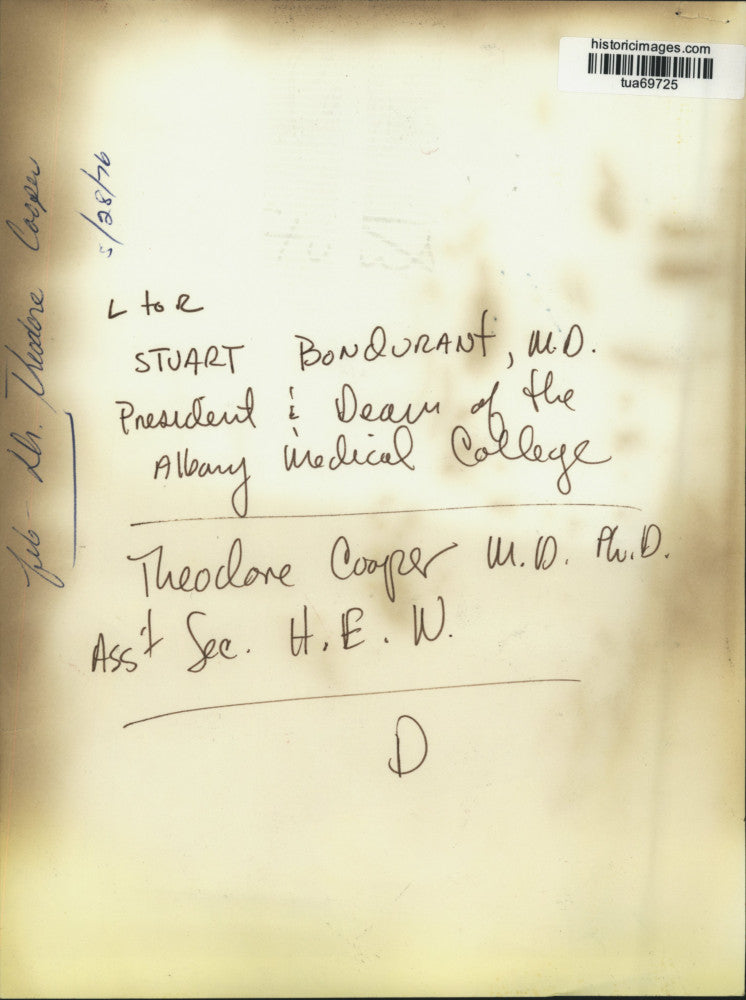 historicimages.com
tua69725
Dr. Theodore Cooper
5/28/76
L to R
STUART BONDURANT, M.D.
President & Dean of the
Albany Medical College
Theodore Cooper M.D. Ph.D.
Ass't Sec. H.E.W.
D